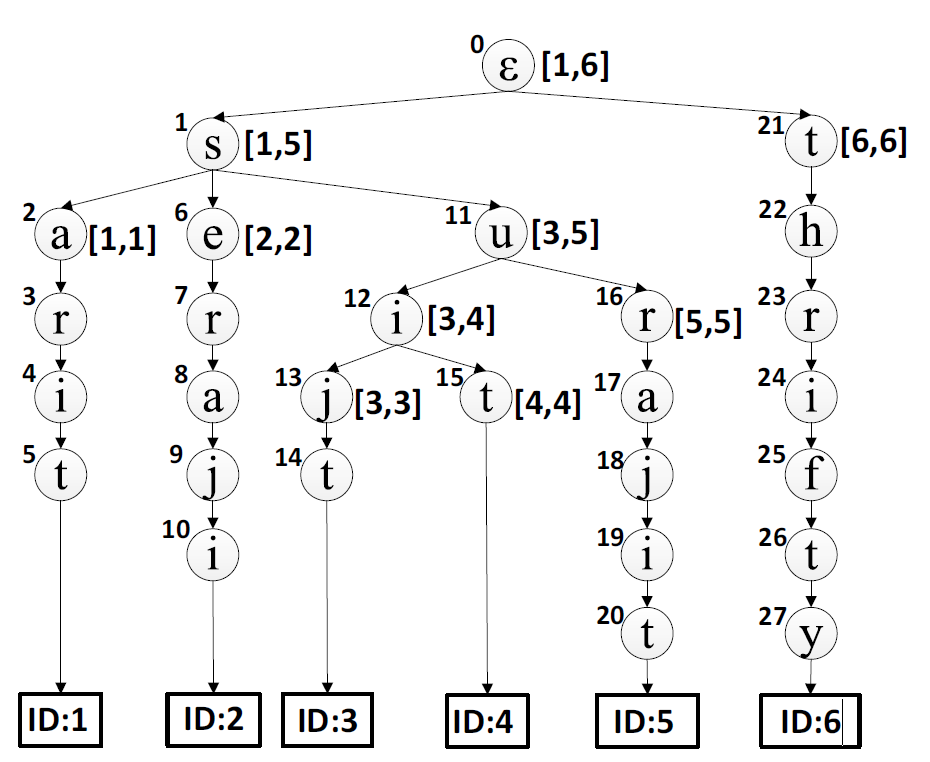 0 ε [1,6]
1 s [1,5] 21 t [6,6]
2 a [1,1] 6 e [2,2] 11 u [3,5] 22 h
3 r 7 r 12 i [3,4] 16 r [5,5] 23 r
4 i 8 a 13 j [3,3] 15 t [4,4] 17 a 24 i
5 t 9 j 14 t 18 j 25 f
10 i 19 i 26 t
20 t 27 y
ID:1 ID:2 ID:3 ID:4 ID:5 ID:6